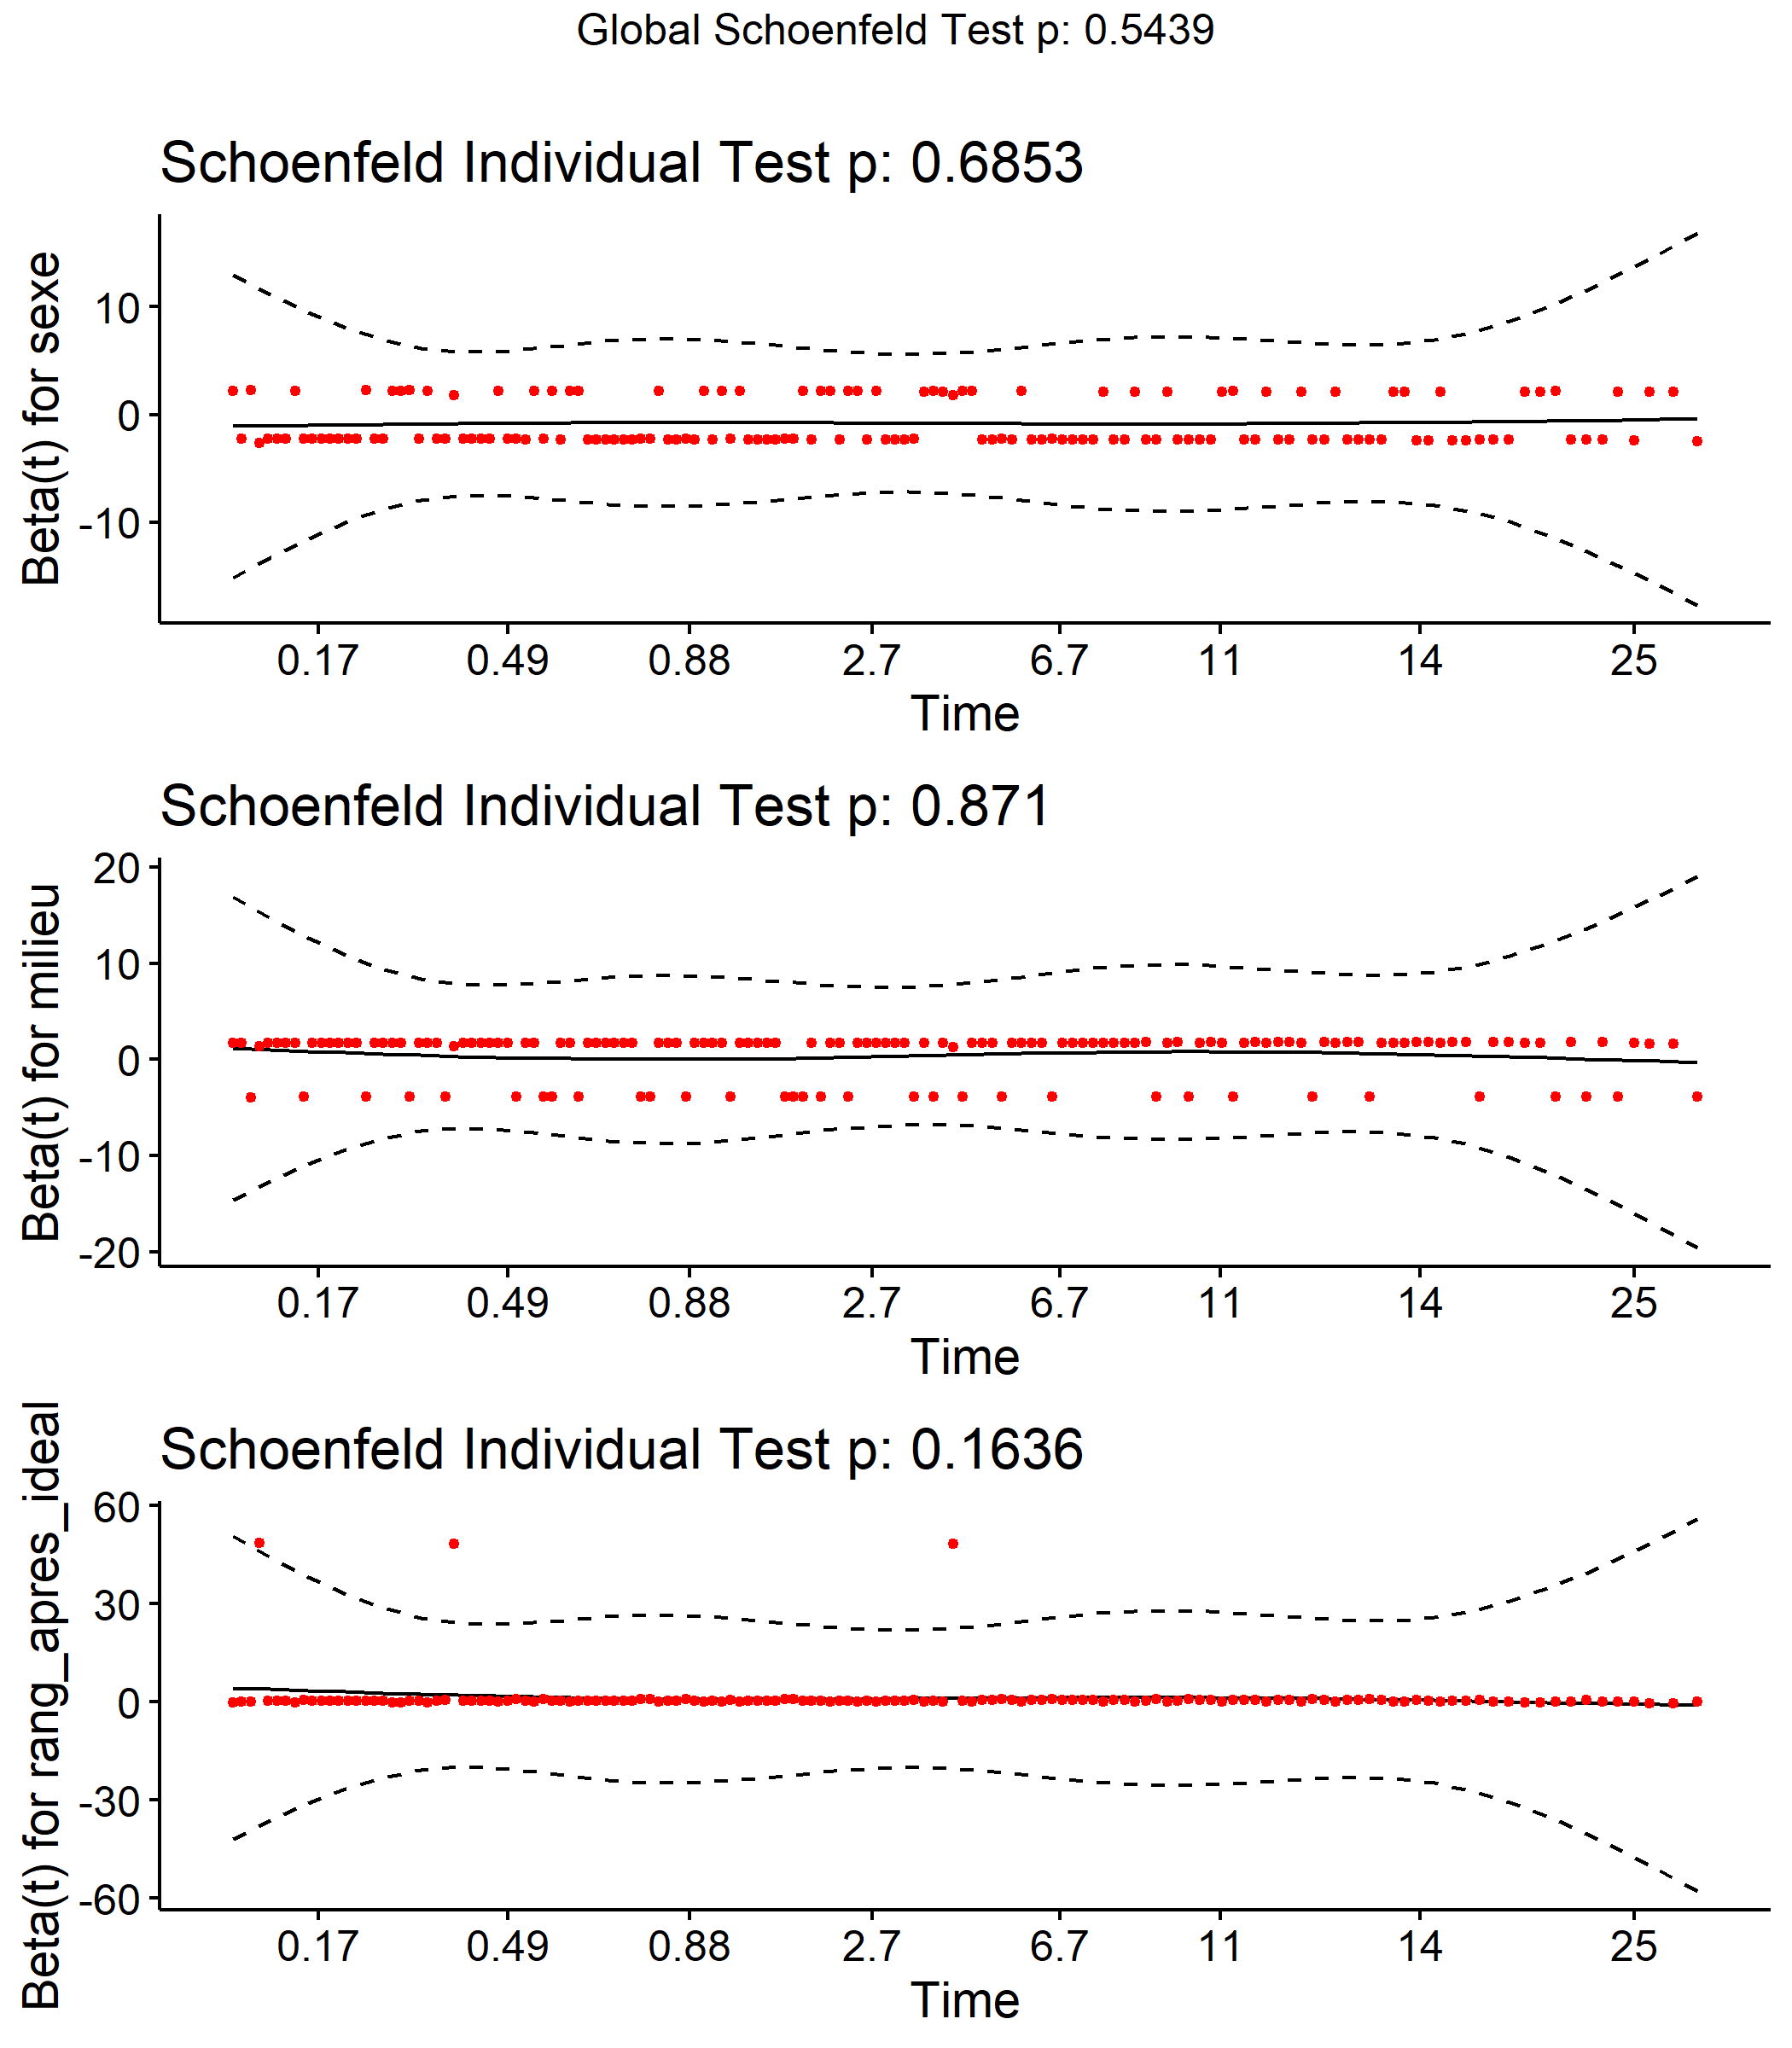 Global Schoenfeld Test p: 0.5439
Schoenfeld Individual Test p: 0.6853
Beta(t) for sexe
10
0
-10
0.17 0.49 0.88 2.7 6.7 11 14 25
Time
Schoenfeld Individual Test p: 0.871
Beta(t) for milieu
20
10
0
-10
-20
0.17 0.49 0.88 2.7 6.7 11 14 25
Time
Schoenfeld Individual Test p: 0.1636
Beta(t) for rang_apres_ideal
60
30
0
-30
-60
0.17 0.49 0.88 2.7 6.7 11 14 25
Time